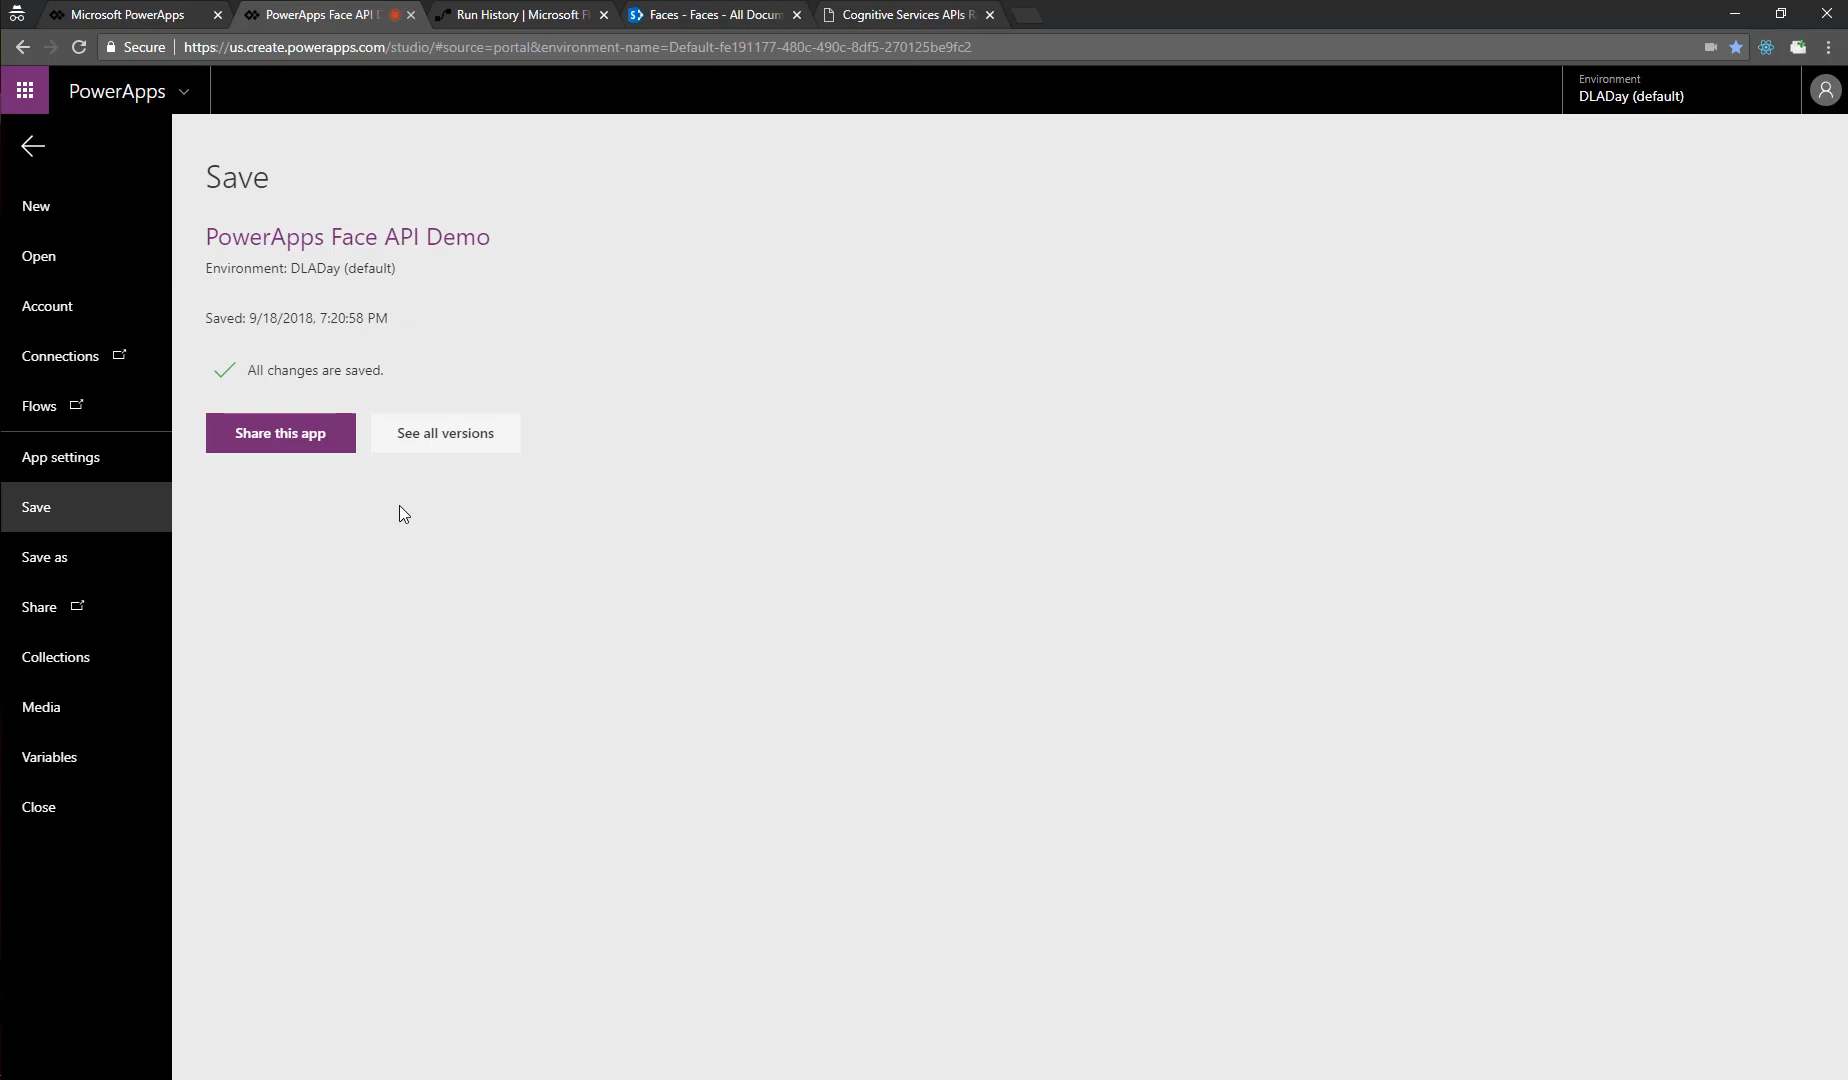 Microsoft PowerApps
PowerApps Face API
Run History | Microsoft Fl
Faces - Faces - All Docum
Cognitive Services APIs R
Secure
https://us.create.powerapps.com/studio/#source=portal&environment-name=Default-fe191177-480c-490c-8df5-270125be9fc2
PowerApps
Environment
DLADay (default)
New
Open
Account
Connections
Flows
App settings
Save
Save as
Share
Collections
Media
Variables
Close
Save
PowerApps Face API Demo
Environment: DLADay (default)
Saved: 9/18/2018, 7:20:58 PM
All changes are saved.
Share this app
See all versions